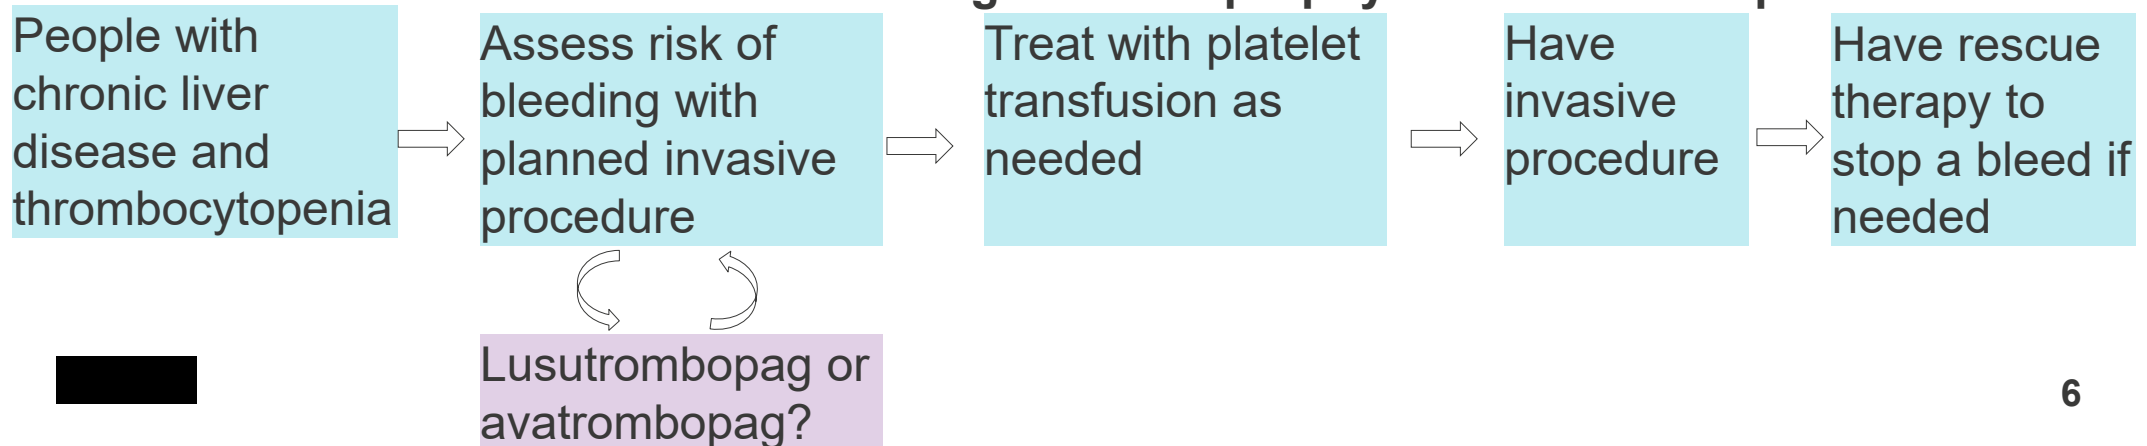 People with
chronic liver
disease and
thrombocytopenia
Assess risk of
bleeding with
planned invasive
procedure
Treat with platelet
transfusion as
needed
Have
invasive
procedure
Have rescue
therapy to
stop a bleed if
needed
Lusutrombopag or
avatrombopag?
6